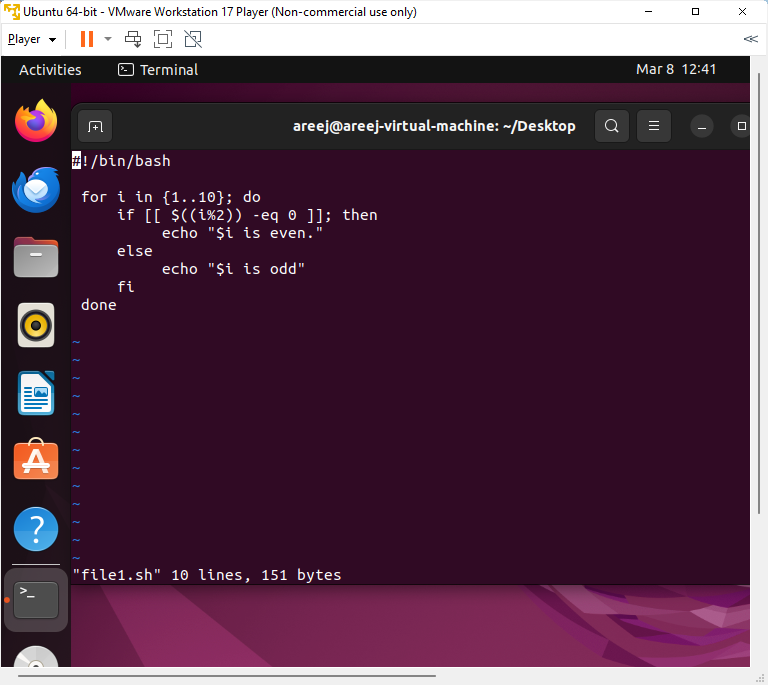 Ubuntu 64-bit - VMware Workstation 17 Player (Non-commercial use only)
Player
Activities Terminal Mar 8 12:41
areej@areej-virtual-machine: ~/Desktop
#!/bin/bash
for i in {1..10}; do
if [[ $((i%2)) -eq 0 ]]; then
echo "$i is even."
else
echo "$i is odd"
fi
done
~
~
~
~
~
~
~
~
~
~
~
~
~
"file1.sh" 10 lines, 151 bytes